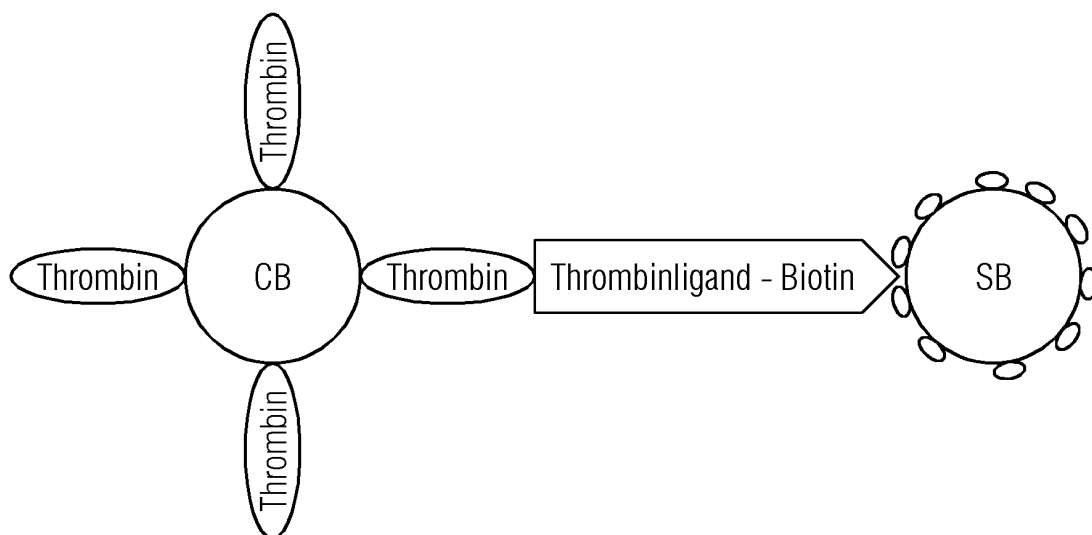 Thrombin
Thrombin
CB
Thrombin
Thrombinligand - Biotin
SB
Thrombin